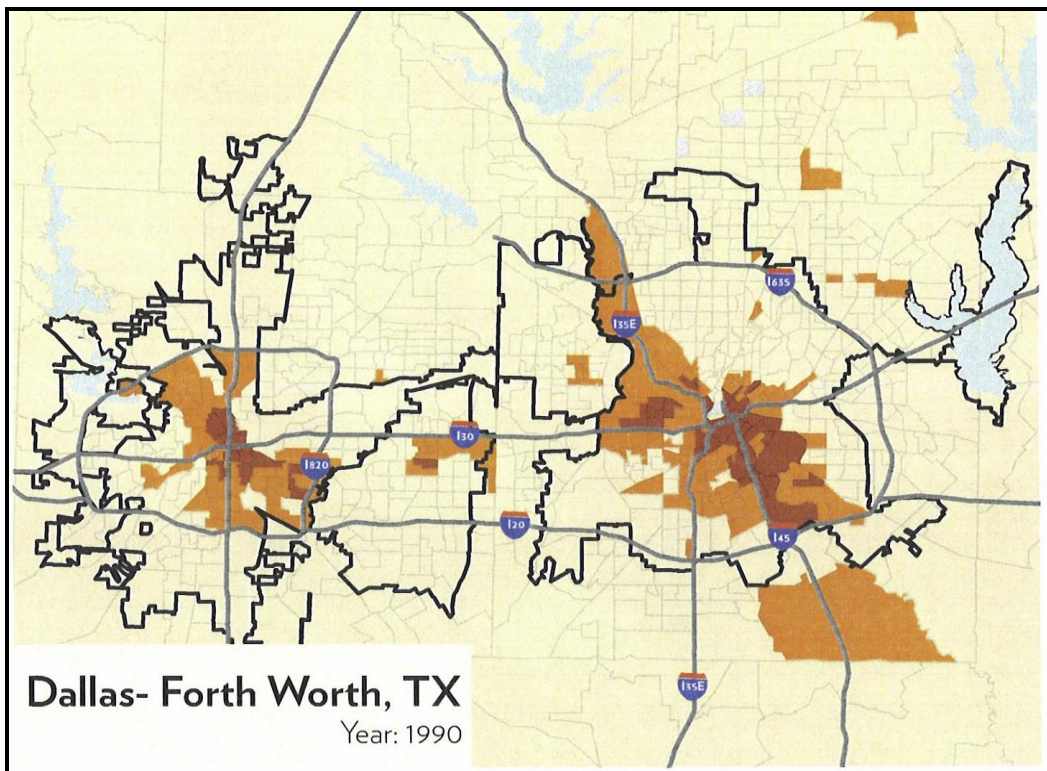 I635
I35E
I30
I820
I20
I45
I35E
Dallas- Forth Worth, TX
Year: 1990